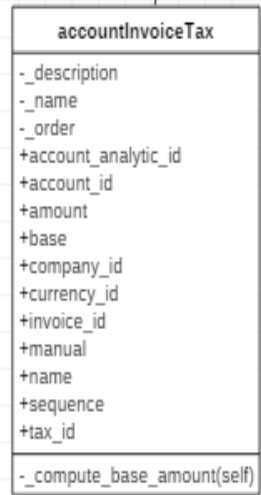 accountInvoiceTax
-_description
-_name
-_order
+account_analytic_id
+account_id
+amount
+base
+company_id
+currency_id
+invoice_id
+manual
+name
+sequence
+tax_id
-_compute_base_amount(self)